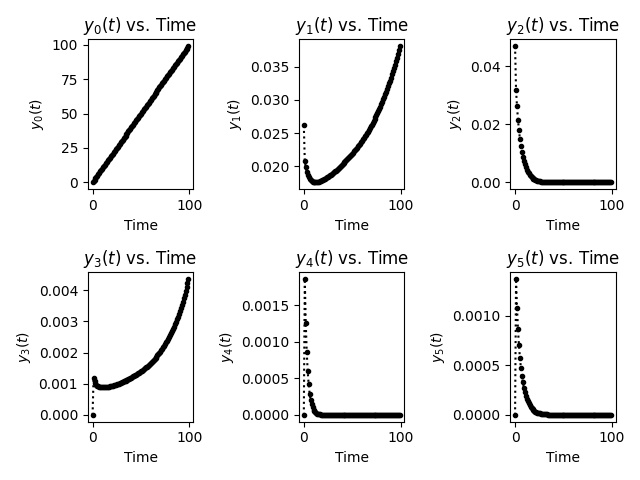 y₀(t) vs. Time
y₁(t) vs. Time
y₂(t) vs. Time
100
75
50
25
0
y₀(t)
0
100
Time
0.035
0.030
0.025
0.020
y₁(t)
0
100
Time
0.04
0.02
0.00
y₂(t)
0
100
Time
y₃(t) vs. Time
y₄(t) vs. Time
y₅(t) vs. Time
0.004
0.003
0.002
0.001
0.000
y₃(t)
0
100
Time
0.0015
0.0010
0.0005
0.0000
y₄(t)
0
100
Time
0.0010
0.0005
0.0000
y₅(t)
0
100
Time